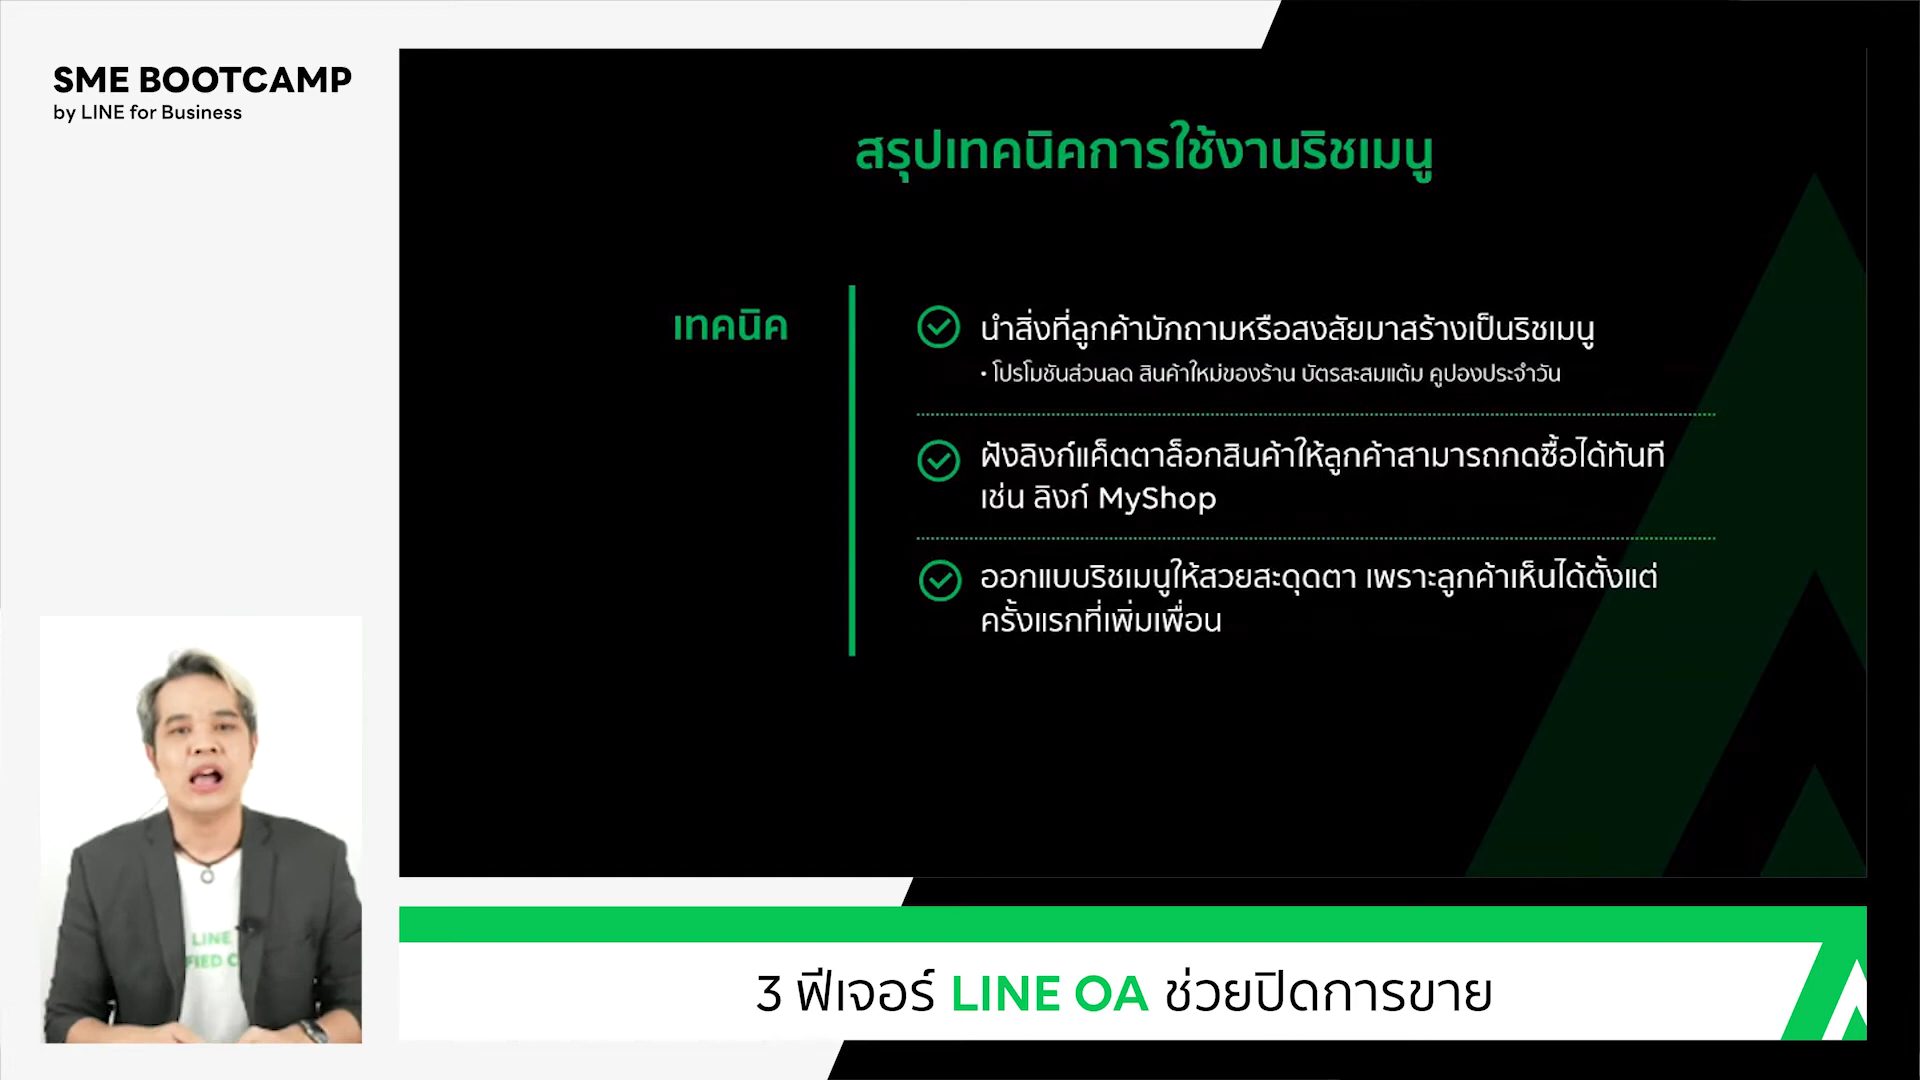 SME BOOTCAMP
by LINE for Business
สรุปเทคนิคการใช้งานริชเมนู
เทคนิค
นำสิ่งที่ลูกค้ามักถามหรือสงสัยมาสร้างเป็นริชเมนู
• โปรโมชันส่วนลด สินค้าใหม่ของร้าน บัตรสะสมแต้ม คูปองประจำวัน
ฝังลิงก์แค็ตตาล็อกสินค้าให้ลูกค้าสามารถกดซื้อได้ทันที
เช่น ลิงก์ MyShop
ออกแบบริชเมนูให้สวยสะดุดตา เพราะลูกค้าเห็นได้ตั้งแต่
ครั้งแรกที่เพิ่มเพื่อน
LINE
3 ฟีเจอร์ LINE OA ช่วยปิดการขาย